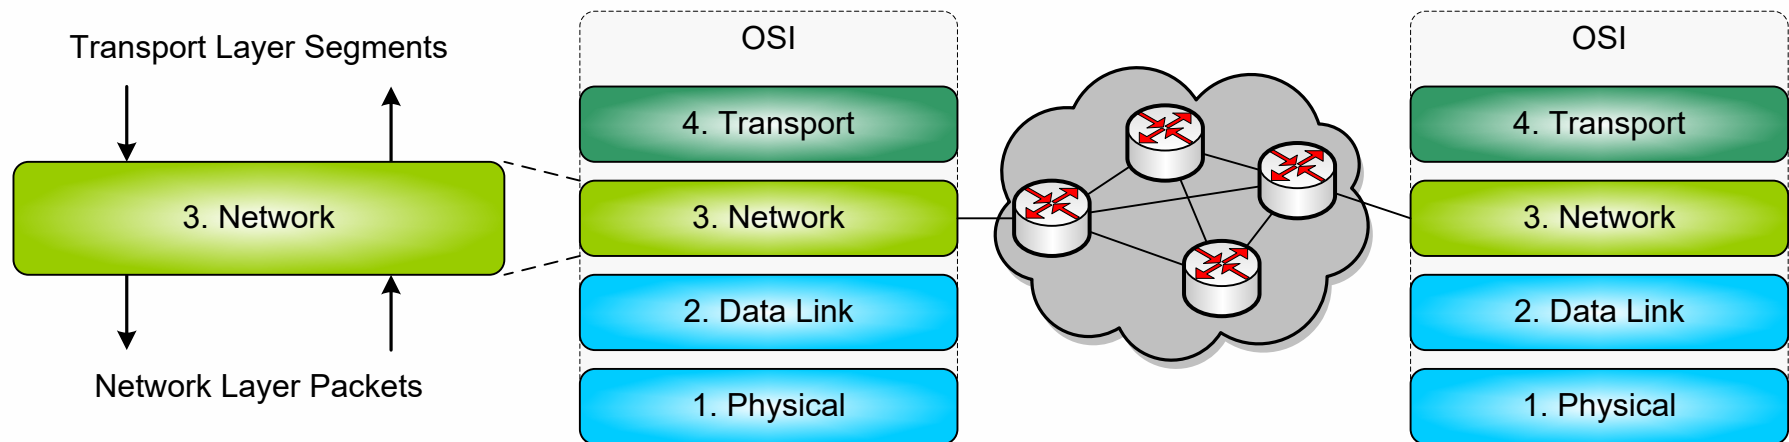 Transport Layer Segments
3. Network
Network Layer Packets
OSI
4. Transport
3. Network
2. Data Link
1. Physical
OSI
4. Transport
3. Network
2. Data Link
1. Physical